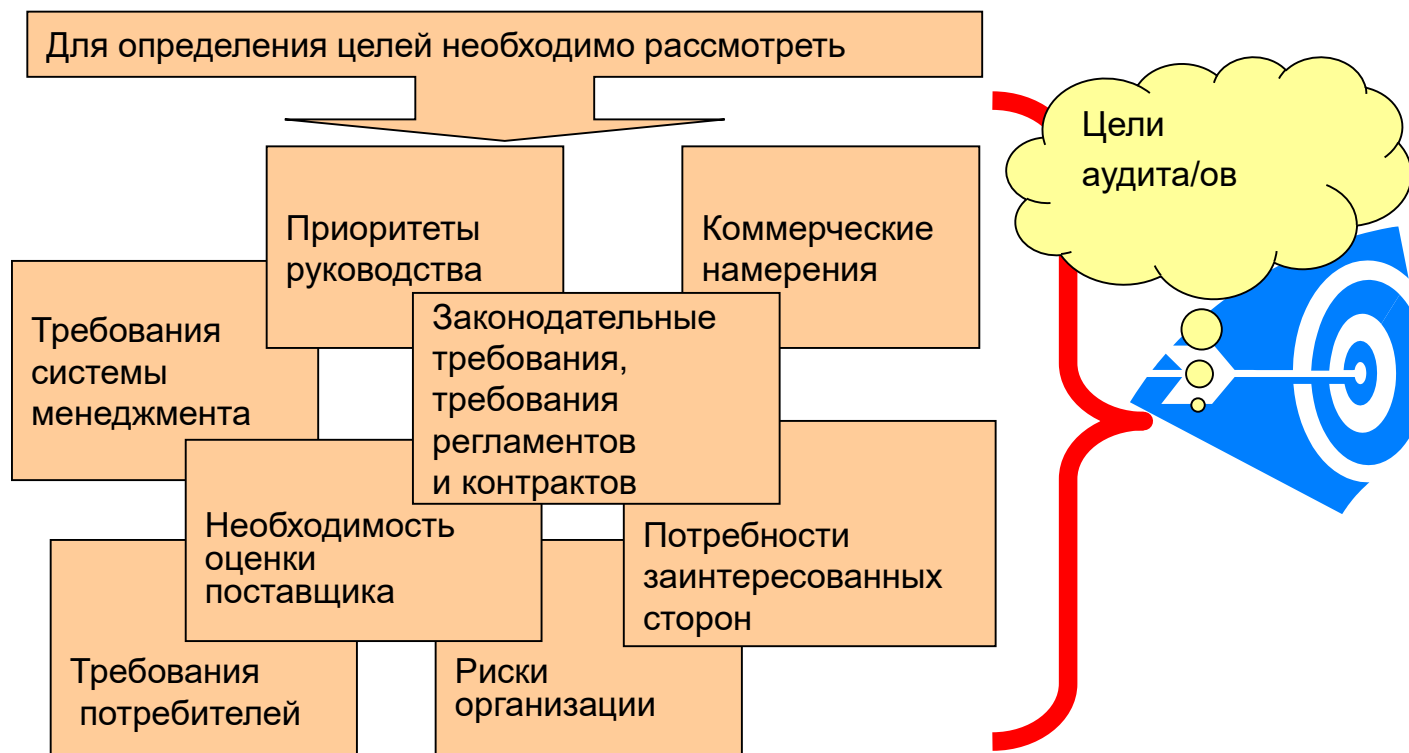 Для определения целей необходимо рассмотреть
Цели
аудита/ов
Приоритеты
руководства
Коммерческие
намерения
Требования
системы
менеджмента
Законодательные
требования,
требования
регламентов
и контрактов
Необходимость
оценки
поставщика
Потребности
заинтересованных
сторон
Требования
потребителей
Риски
организации